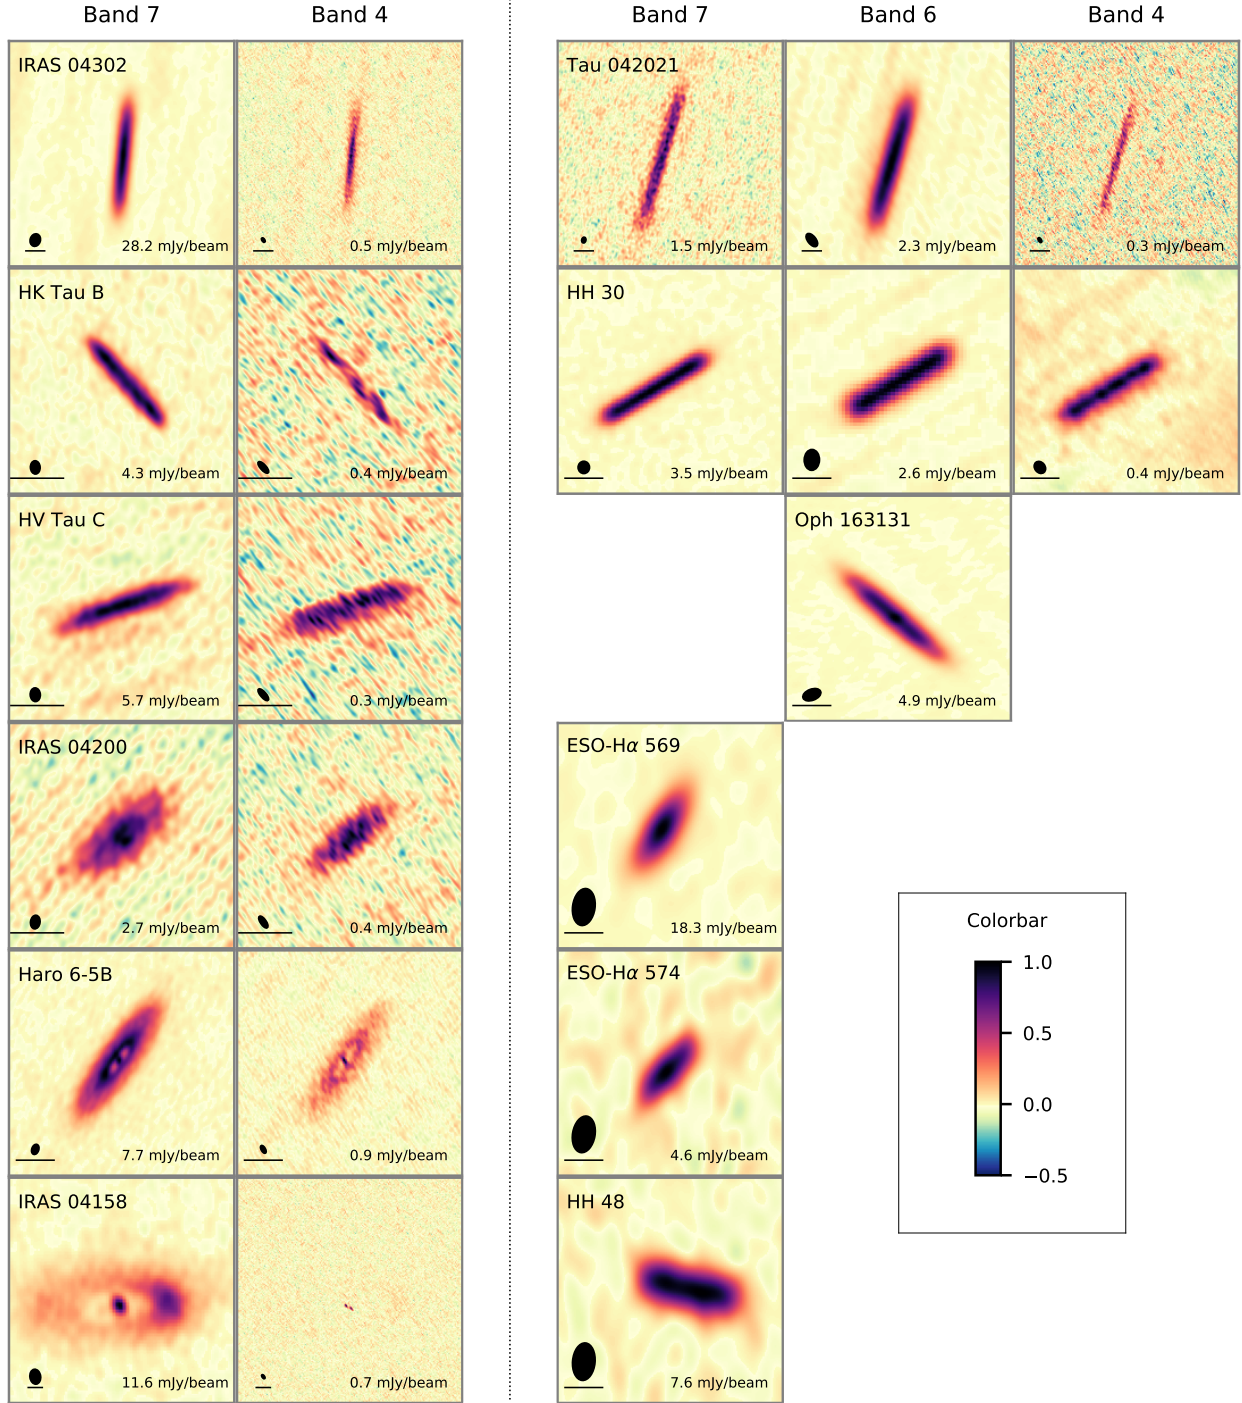 Band 7 Band 4 Band 7 Band 6 Band 4
IRAS 04302 Tau 042021
28.2 mJy/beam 0.5 mJy/beam 1.5 mJy/beam 2.3 mJy/beam 0.3 mJy/beam
HK Tau B HH 30
4.3 mJy/beam 0.4 mJy/beam 3.5 mJy/beam 2.6 mJy/beam 0.4 mJy/beam
HV Tau C Oph 163131
5.7 mJy/beam 0.3 mJy/beam 4.9 mJy/beam
IRAS 04200 ESO-Hα 569
2.7 mJy/beam 0.4 mJy/beam 18.3 mJy/beam
Colorbar
1.0
0.5
0.0
−0.5
Haro 6-5B ESO-Hα 574
7.7 mJy/beam 0.9 mJy/beam 4.6 mJy/beam
IRAS 04158 HH 48
11.6 mJy/beam 0.7 mJy/beam 7.6 mJy/beam